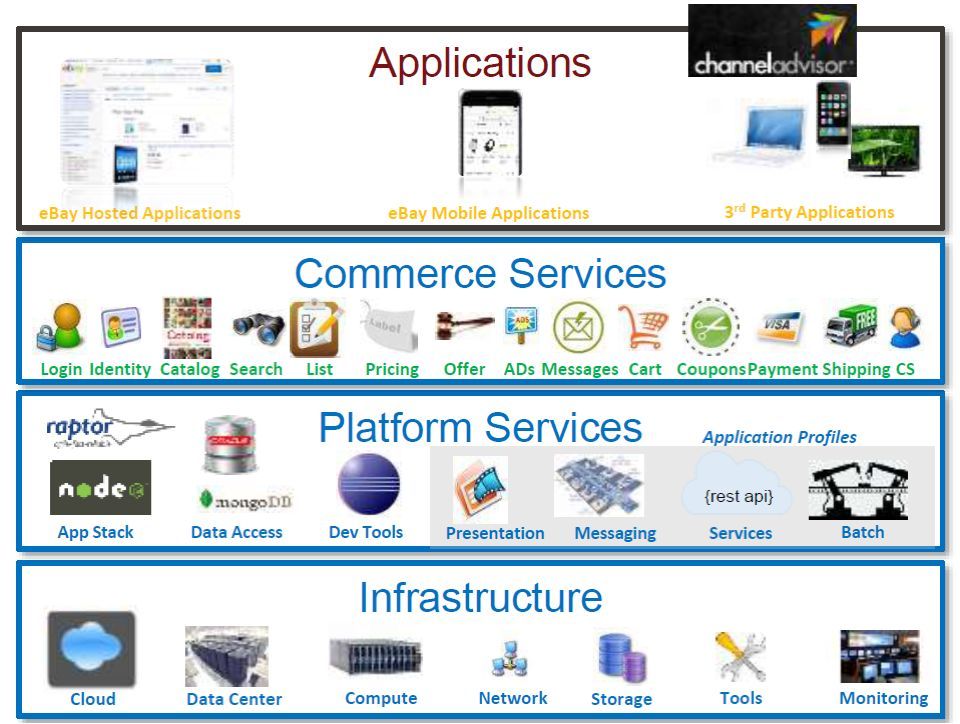 channeladvisor
Applications
eBay Hosted Applications
eBay Mobile Applications
3rd Party Applications
Commerce Services
Catalog
Label
ADS
VISA
FREE
Login Identity Catalog Search List Pricing Offer ADs Messages Cart Coupons Payment Shipping CS
Platform Services
Application Profiles
raptor
ORACLE
node
mongoDB
{rest api}
App Stack
Data Access
Dev Tools
Presentation
Messaging
Services
Batch
Infrastructure
Cloud
Data Center
Compute
Network
Storage
Tools
Monitoring